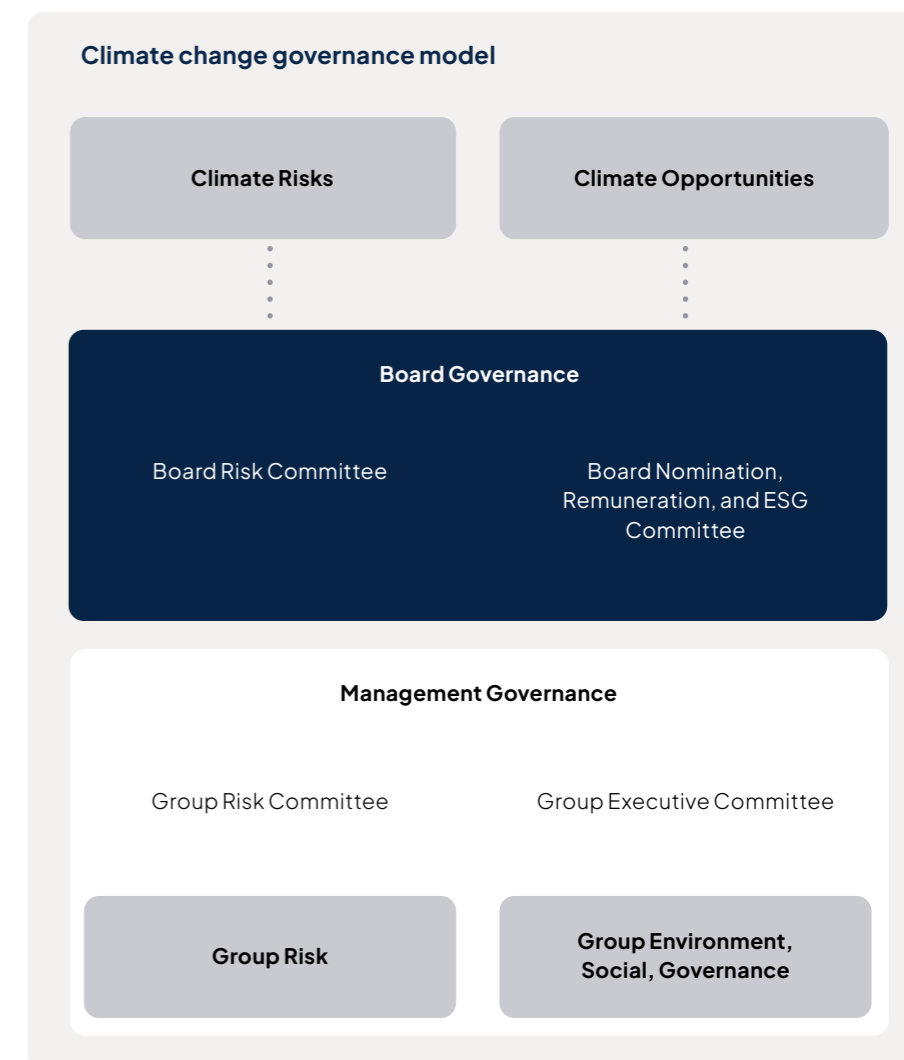 Climate change governance model
Climate Risks
Climate Opportunities
Board Governance
Board Risk Committee
Board Nomination,
Remuneration, and ESG
Committee
Management Governance
Group Risk Committee
Group Executive Committee
Group Risk
Group Environment,
Social, Governance